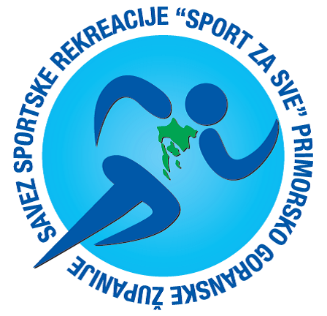 SAVEZ SPORTSKE REKREACIJE “SPORT ZA SVE” PRIMORSKO GORANSKE ŽUPANIJE